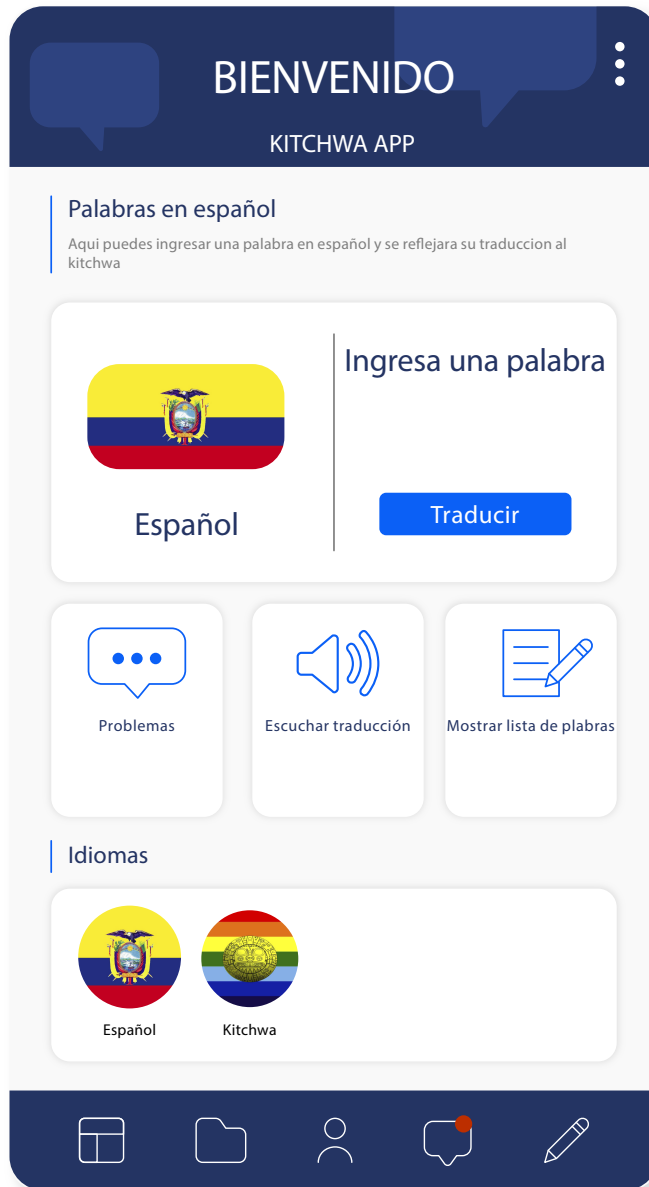 BIENVENIDO
KITCHWA APP
Palabras en español
Aqui puedes ingresar una palabra en español y se reflejara su traduccion al
kitchwa
Ingresa una palabra
Español
Traducir
Problemas
Escuchar traducción
Mostrar lista de plabras
Idiomas
Español
Kitchwa